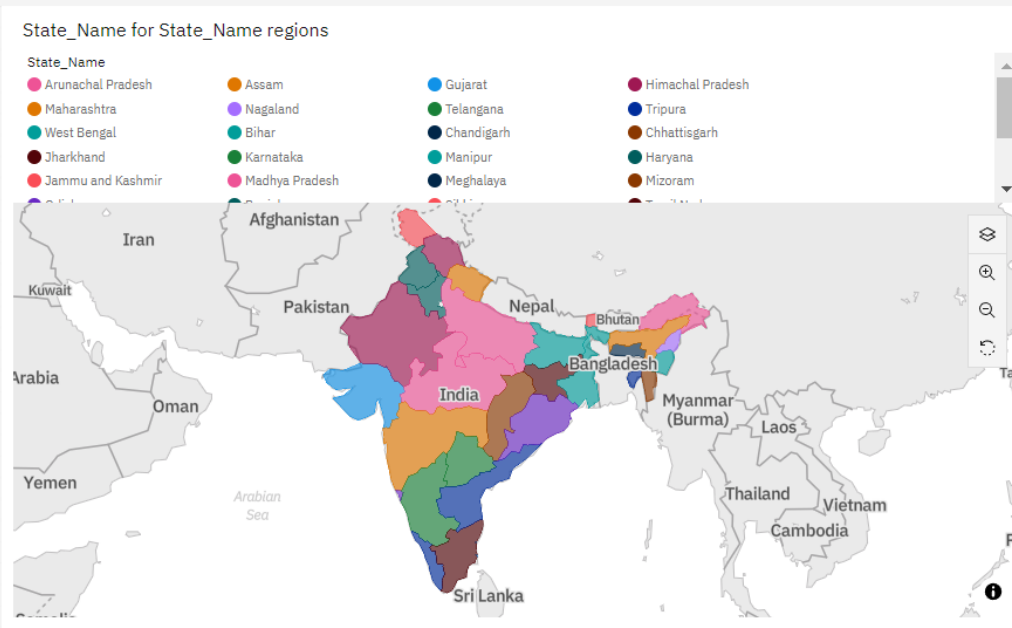 State_Name for State_Name regions
State_Name
Arunachal Pradesh Assam Gujarat Himachal Pradesh
Maharashtra Nagaland Telangana Tripura
West Bengal Bihar Chandigarh Chhattisgarh
Jharkhand Karnataka Manipur Haryana
Jammu and Kashmir Madhya Pradesh Meghalaya Mizoram
Afghanistan
Iran
Kuwait
Pakistan
Nepal
Bhutan
Bangladesh
Arabia
India
Oman
Myanmar
(Burma)
Laos
Yemen
Arabian
Sea
Thailand
Vietnam
Cambodia
Sri Lanka